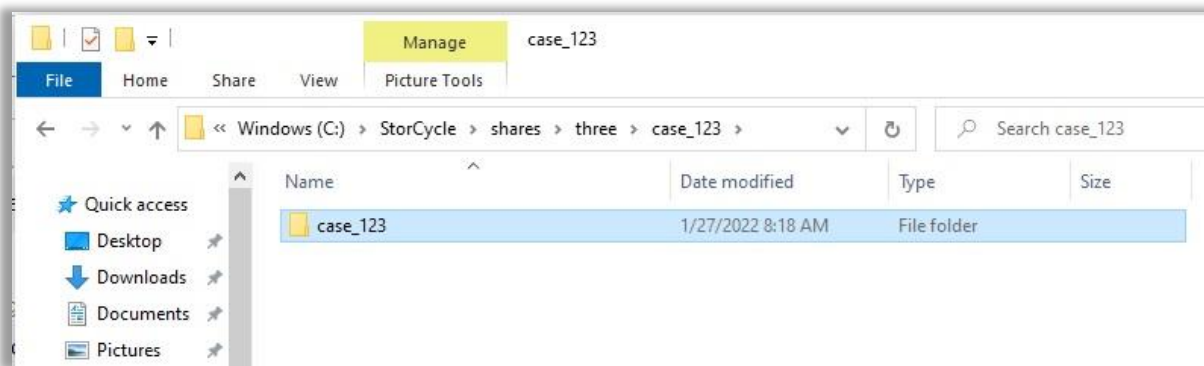 Manage case_123
File Home Share View Picture Tools
« Windows (C:) > StorCycle > shares > three > case_123 > Search case_123
Name Date modified Type Size
Quick access
case_123 1/27/2022 8:18 AM File folder
Desktop
Downloads
Documents
Pictures